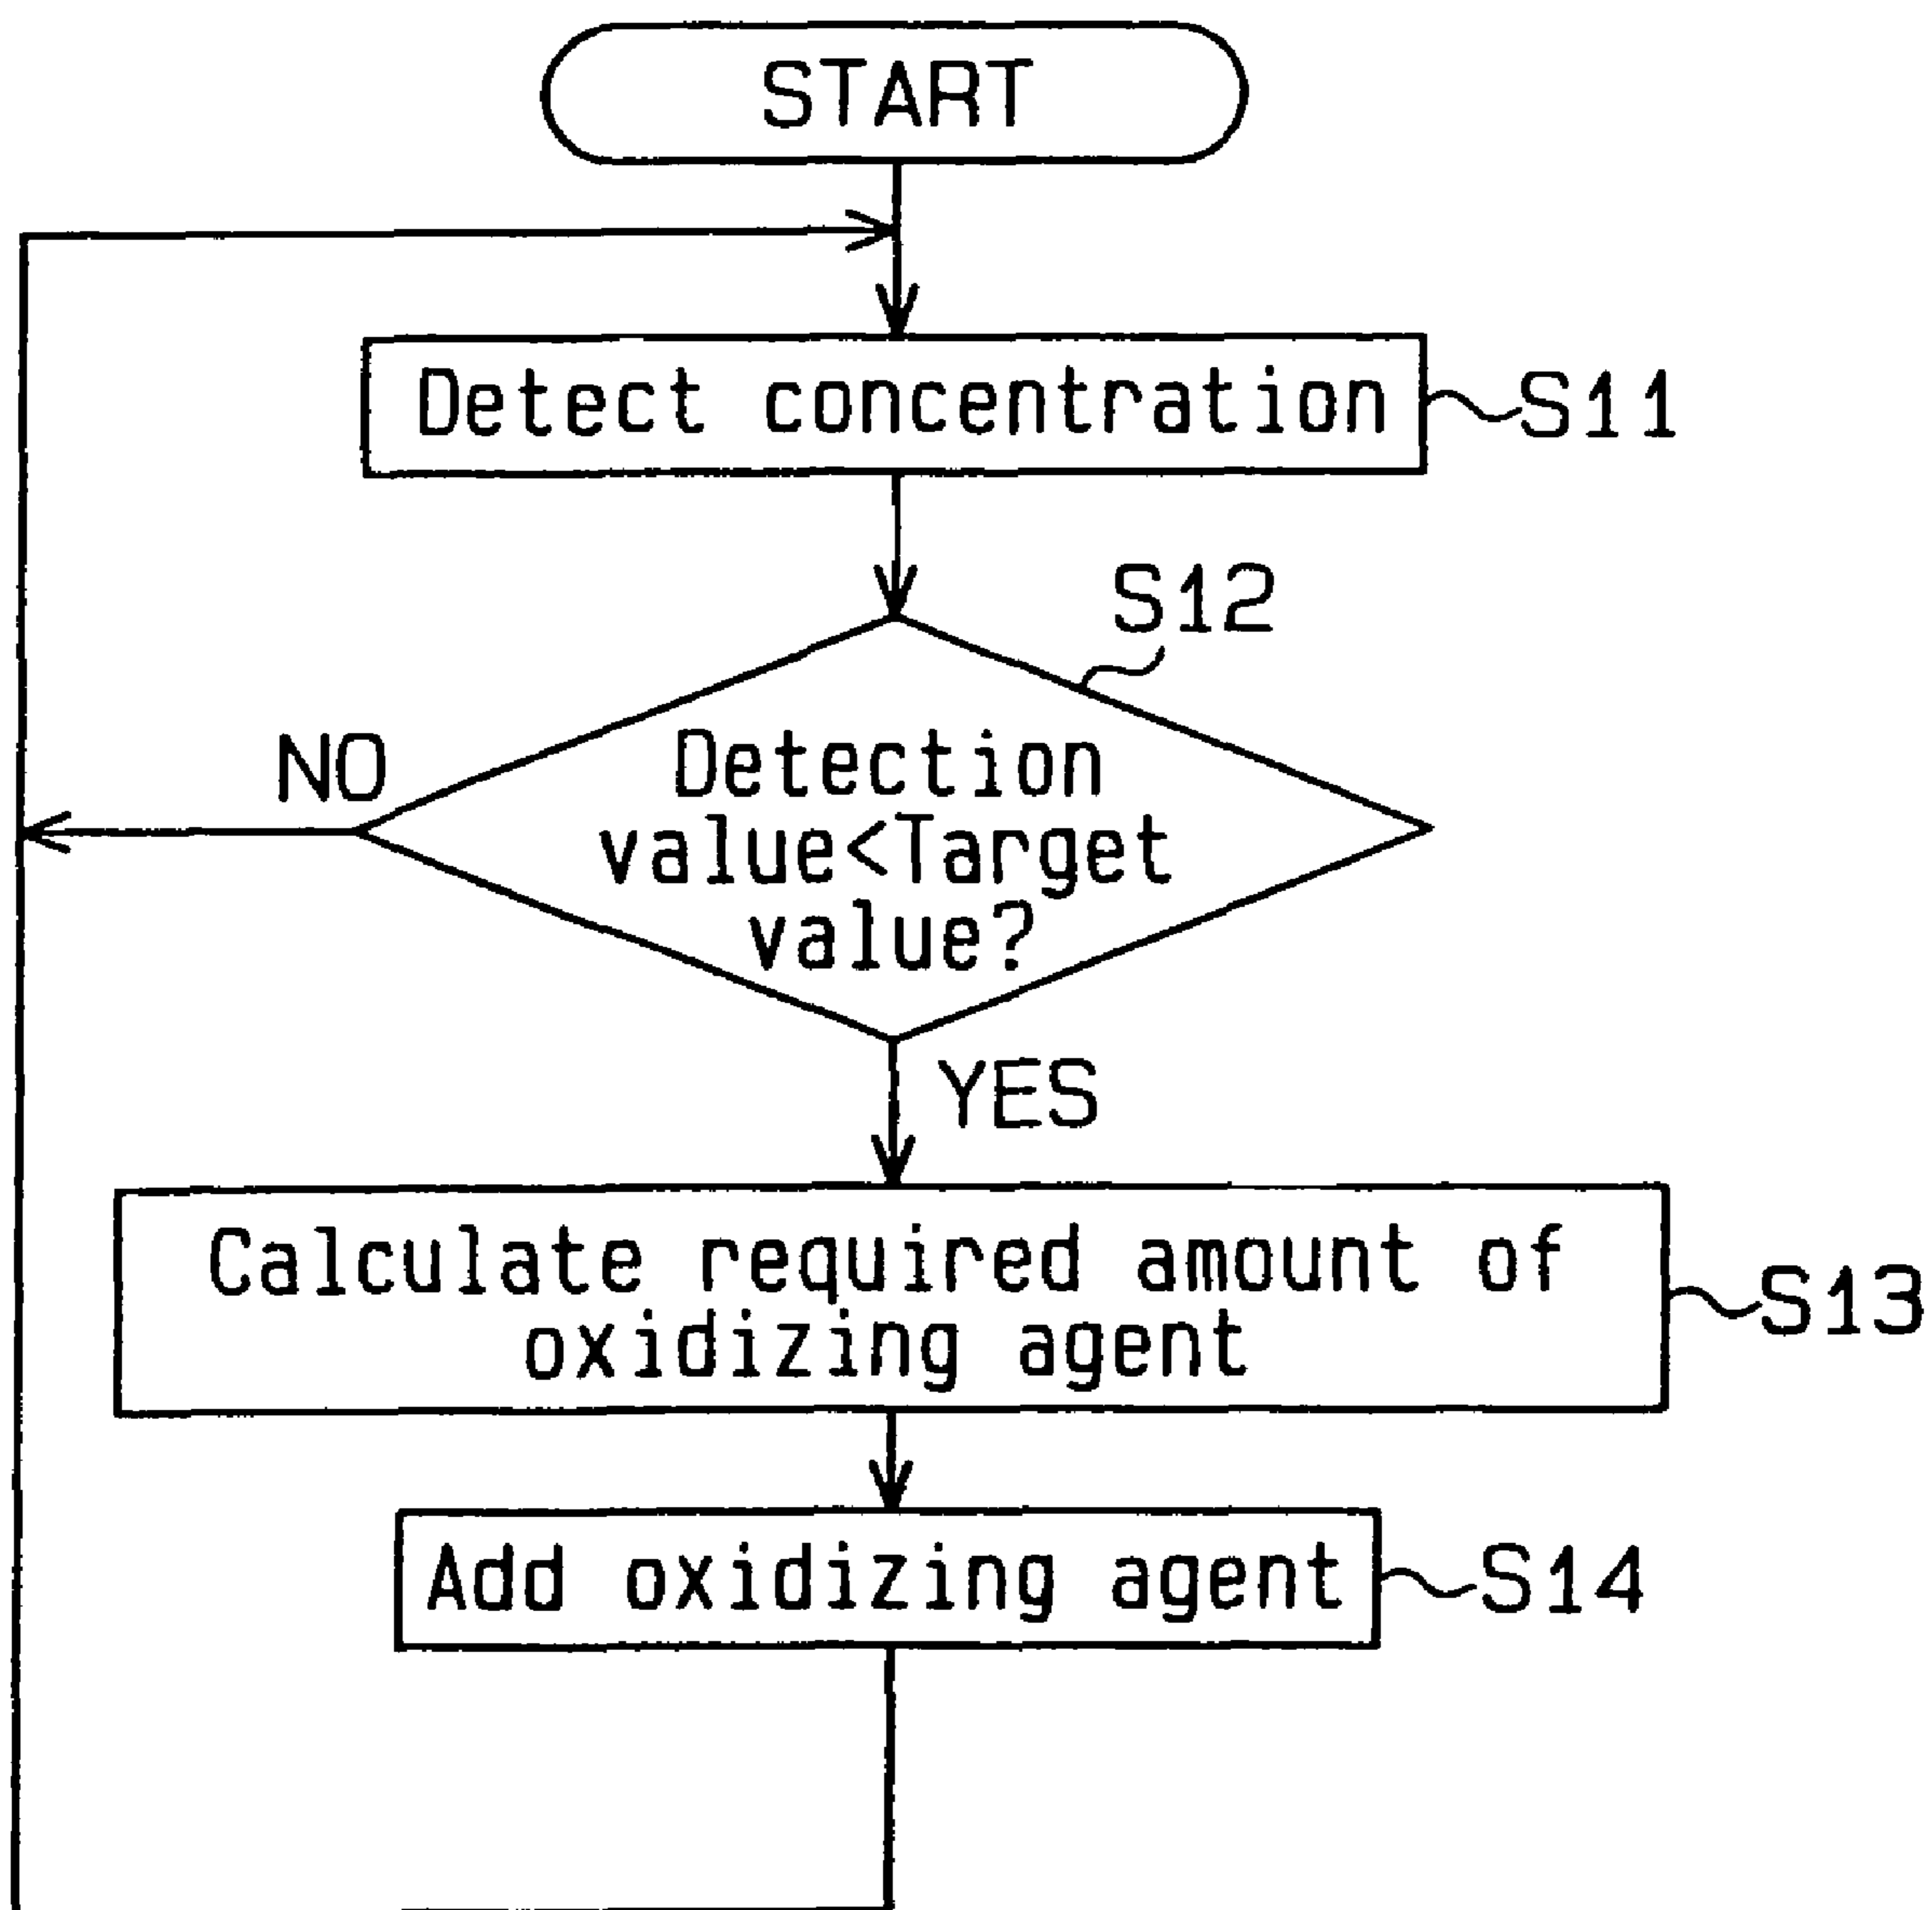 START
Detect concentration
S11
S12
NO
Detection
value<Target
value?
YES
Calculate required amount of
oxidizing agent
S13
Add oxidizing agent
S14